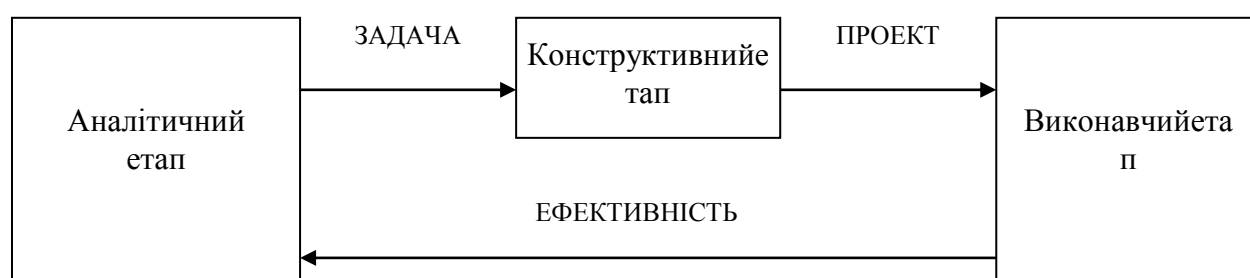 ЗАДАЧА
ПРОЕКТ
Аналітичний
етап
Конструктивнийе
тап
Виконавчийета
п
ЕФЕКТИВНІСТЬ